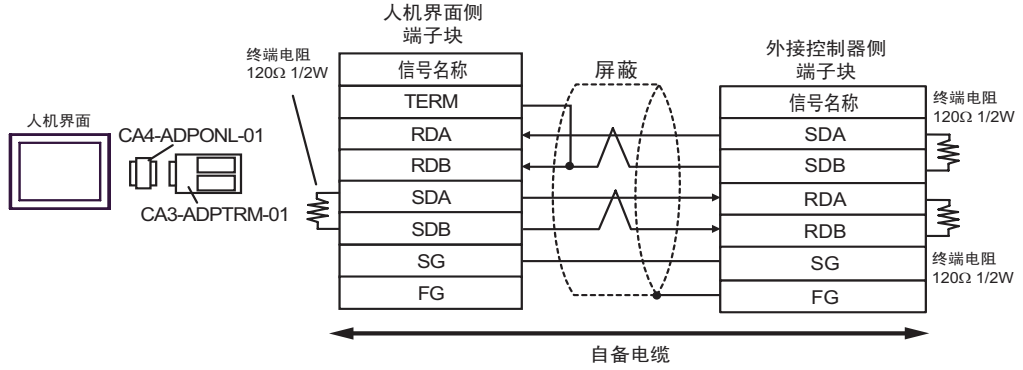 人机界面
CA4-ADPONL-01
CA3-ADPTRM-01
终端电阻
120Ω 1/2W
人机界面侧
端子块
信号名称
TERM
RDA
RDB
SDA
SDB
SG
FG
屏蔽
外接控制器侧
端子块
信号名称
SDA
SDB
RDA
RDB
SG
FG
终端电阻
120Ω 1/2W
终端电阻
120Ω 1/2W
自备电缆